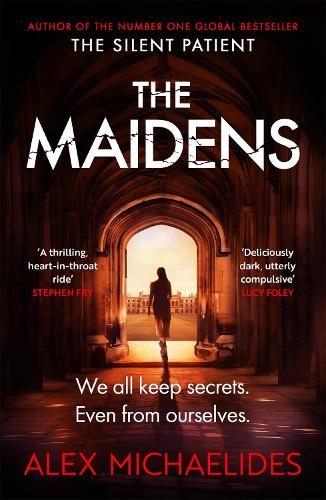 AUTHOR OF THE NUMBER ONE GLOBAL BESTSELLER
THE SILENT PATIENT
THE
MAIDENS
'A thrilling,
heart-in-throat
ride'
STEPHEN FRY
'Deliciously
dark, utterly
compulsive'
LUCY FOLEY
We all keep secrets.
Even from ourselves.
ALEX MICHAELIDES